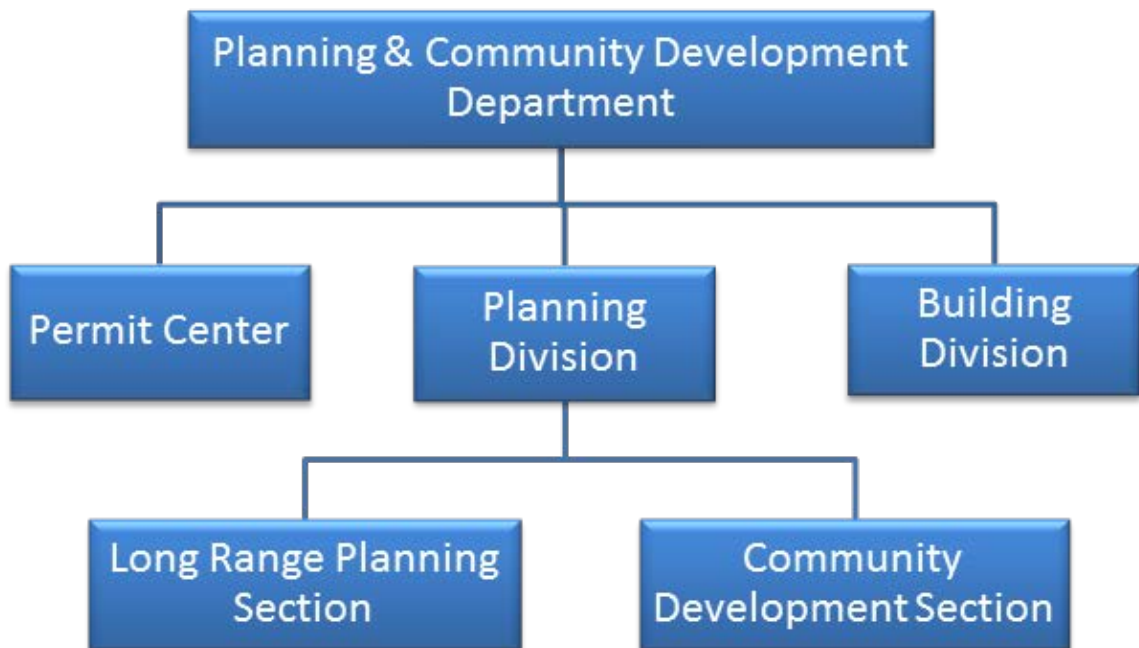 Planning & Community Development
Department
Permit Center
Planning
Division
Building
Division
Long Range Planning
Section
Community
Development Section